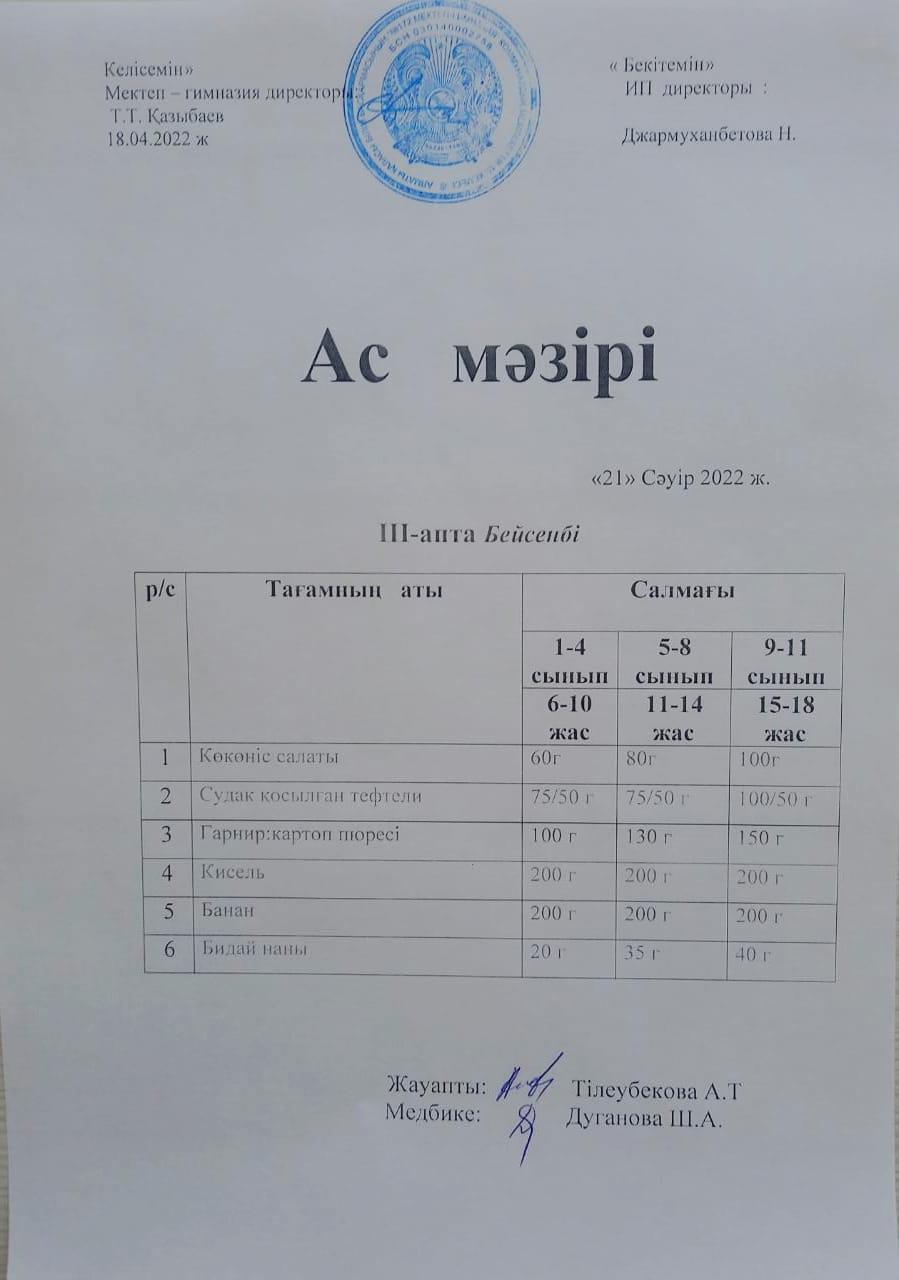 Келісемін»
Мектеп – гимназия директоры:
Т.Т. Қазыбаев
18.04.2022 ж
« Бекітемін»
ИП директоры :
Джармуханбетова Н.
БСН 030140002758
Ас мәзірі
«21» Сәуір 2022 ж.
III-апта Бейсенбі
р/с Тағамның аты Салмағы
1-4 сынып 5-8 сынып 9-11 сынып
6-10 жас 11-14 жас 15-18 жас
1 Көкөніс салаты 60г 80г 100г
2 Судак қосылған тефтели 75/50 г 75/50 г 100/50 г
3 Гарнир:картоп пюресі 100 г 130 г 150 г
4 Кисель 200 г 200 г 200 г
5 Банан 200 г 200 г 200 г
6 Бидай наны 20 г 35 г 40 г
Жауапты: Тілеубекова А.Т
Медбике: Дуганова Ш.А.